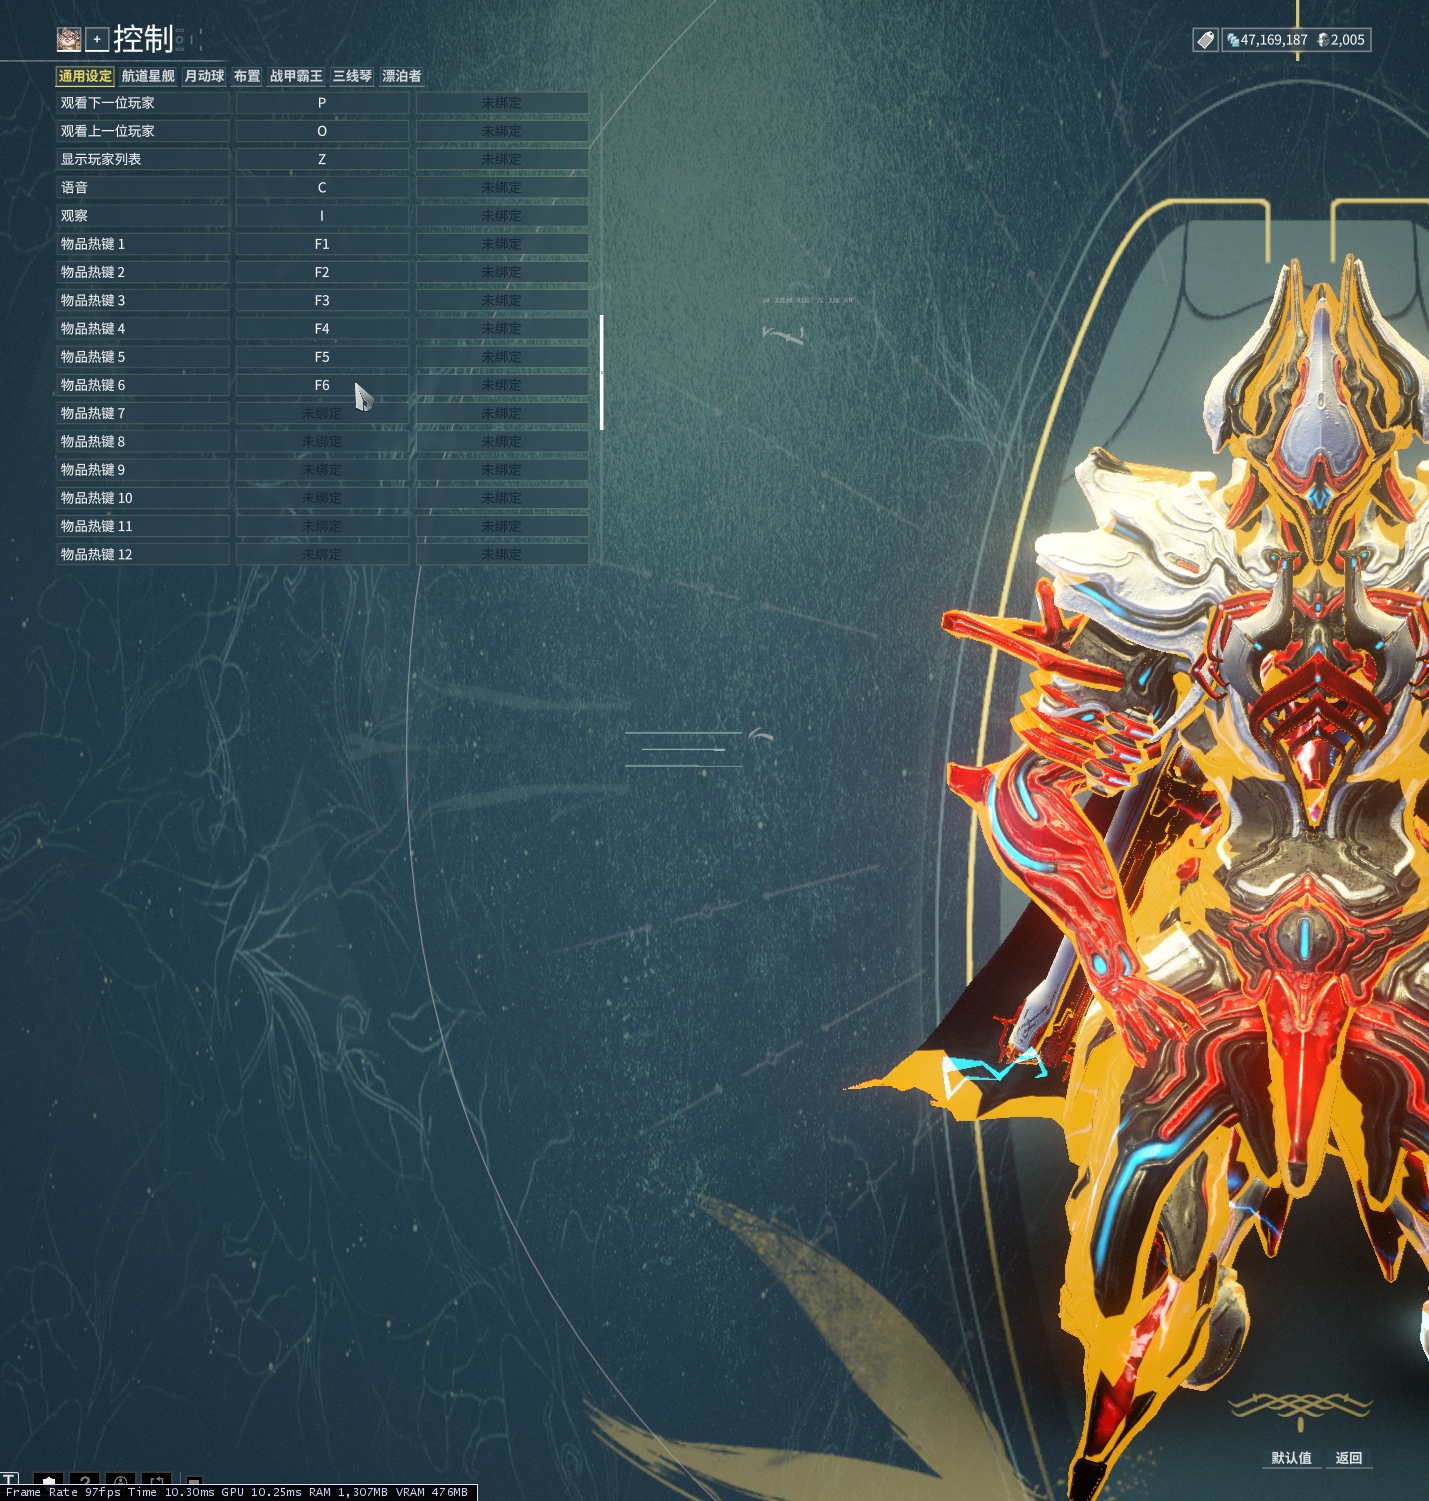 控制
47,169,187 2,005
通用设定 航道星舰 月动球 布置 战甲霸王 三线琴 漂泊者
观看下一位玩家 P 未绑定
观看上一位玩家 O 未绑定
显示玩家列表 Z 未绑定
语音 C 未绑定
观察 I 未绑定
物品热键 1 F1 未绑定
物品热键 2 F2 未绑定
物品热键 3 F3 未绑定
物品热键 4 F4 未绑定
物品热键 5 F5 未绑定
物品热键 6 F6 未绑定
物品热键 7 未绑定 未绑定
物品热键 8 未绑定 未绑定
物品热键 9 未绑定 未绑定
物品热键 10 未绑定 未绑定
物品热键 11 未绑定 未绑定
物品热键 12 未绑定 未绑定
默认值 返回
T ?
Frame Rate 97fps Time 10.30ms GPU 10.25ms RAM 1,307MB VRAM 476MB